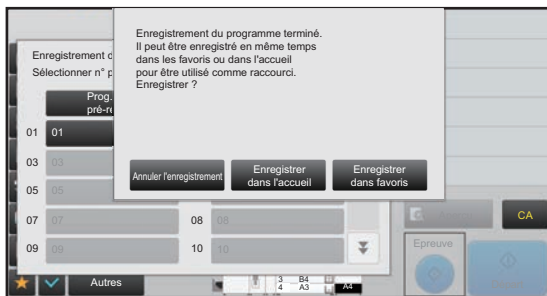 Enregistrement du programme terminé.
Il peut être enregistré en même temps
dans les favoris ou dans l'accueil
pour être utilisé comme raccourci.
Enregistrer ?
Annuler l'enregistrement
Enregistrer
dans l'accueil
Enregistrer
dans favoris
Enregistrement d
Sélectionner n° p
Prog.
pré-re
01 01
03 03
05 05
07 07 08 08
09 09 10 10
CA
Epreuve
Autres
3 B4
4 A3
A4